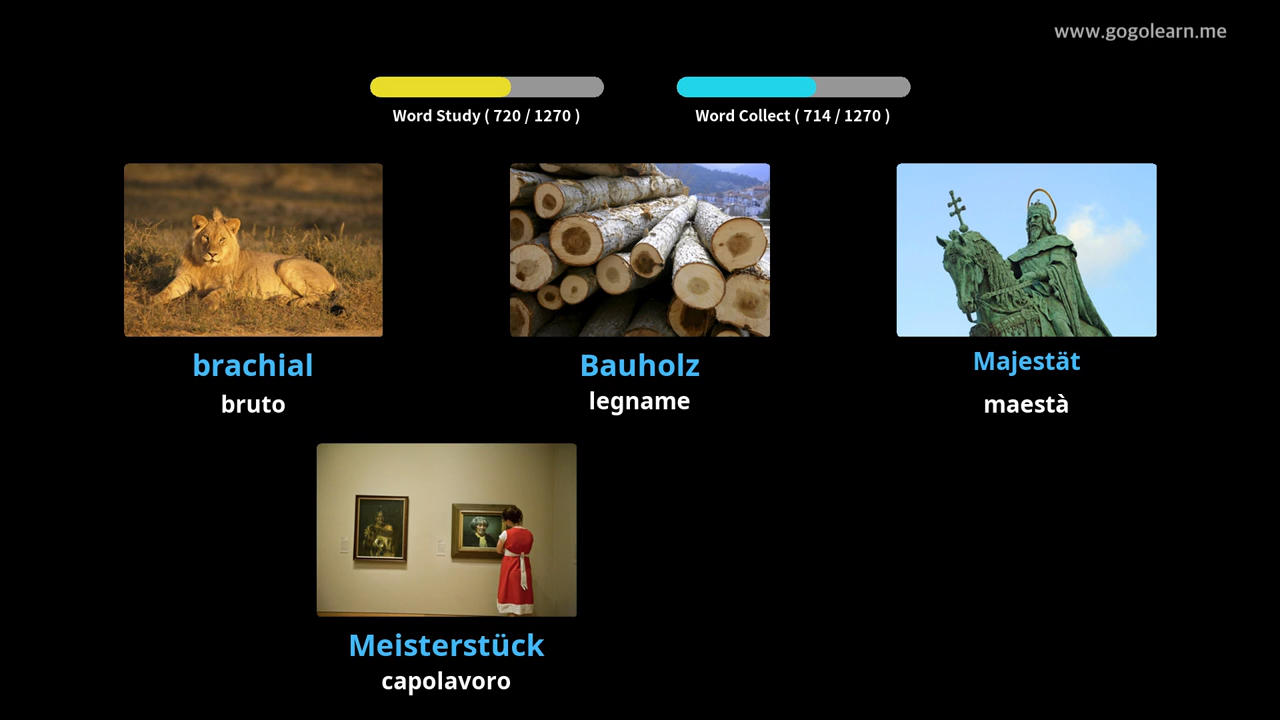 www.gogolearn.me
Word Study ( 720 / 1270 )
Word Collect ( 714 / 1270 )
brachial
bruto
Bauholz
legname
Majestät
maestà
Meisterstück
capolavoro